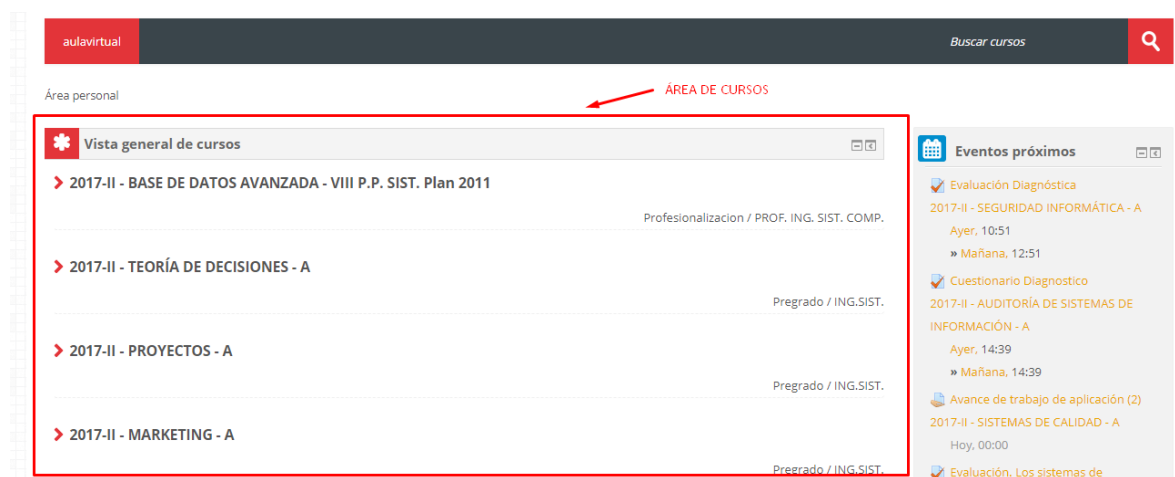 aulavirtual
Buscar cursos
Área personal
ÁREA DE CURSOS
Vista general de cursos
2017-II - BASE DE DATOS AVANZADA - VIII P.P. SIST. Plan 2011
Profesionalizacion / PROF. ING. SIST. COMP.
2017-II - TEORÍA DE DECISIONES - A
Pregrado / ING.SIST.
2017-II - PROYECTOS - A
Pregrado / ING.SIST.
2017-II - MARKETING - A
Pregrado / ING.SIST.
Eventos próximos
Evaluación Diagnóstica
2017-II - SEGURIDAD INFORMÁTICA - A
Ayer, 10:51
» Mañana, 12:51
Cuestionario Diagnostico
2017-II - AUDITORÍA DE SISTEMAS DE
INFORMACIÓN - A
Ayer, 14:39
» Mañana, 14:39
Avance de trabajo de aplicación (2)
2017-II - SISTEMAS DE CALIDAD - A
Hoy, 00:00
Evaluación. Los sistemas de